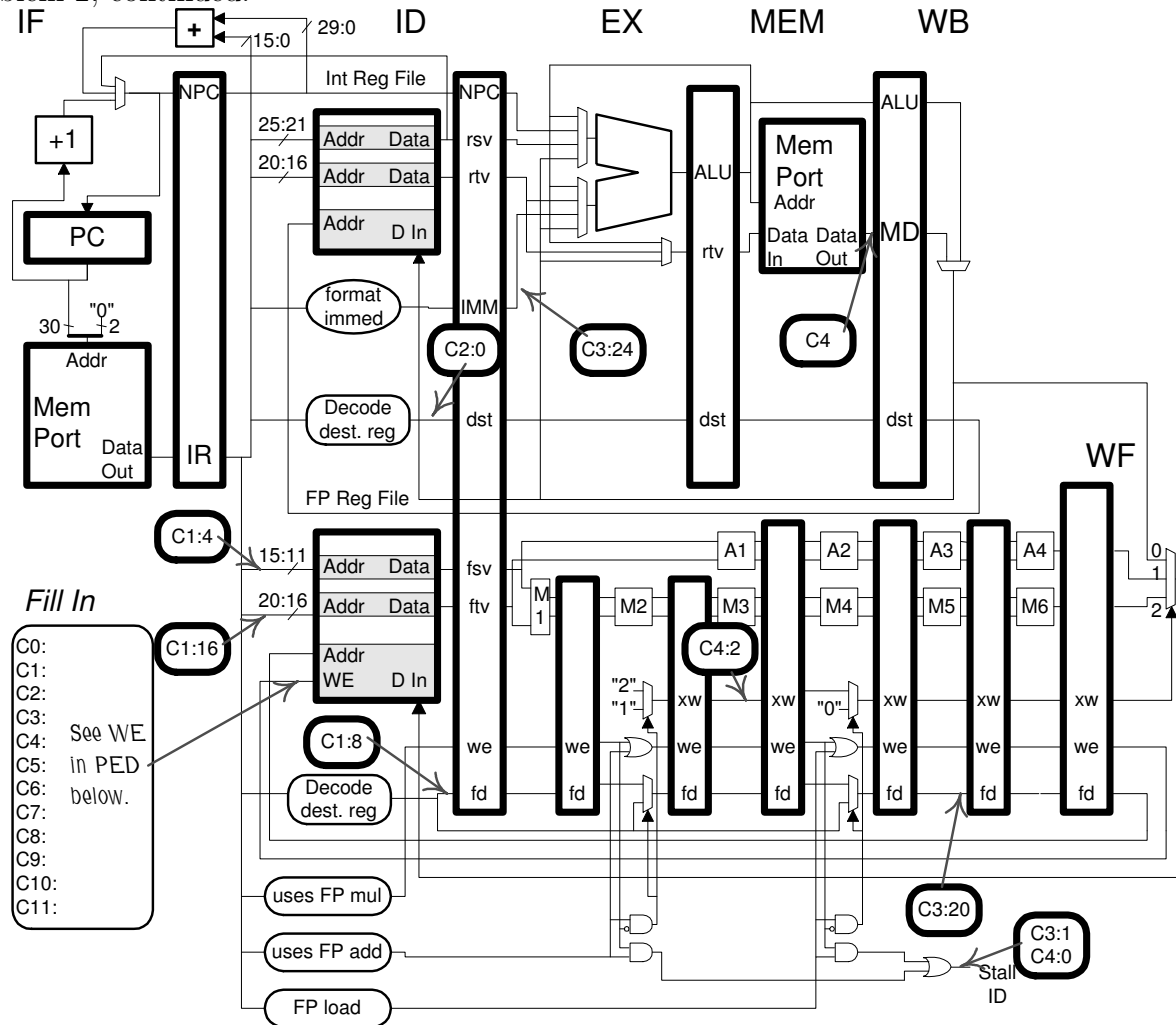 IF
ID
EX
MEM
WB
+
15:0
29:0
NPC
Int Reg File
NPC
ALU
+1
25:21
20:16
Addr Data
Addr Data
Addr
D In
rsv
rtv
ALU
Mem
Port
Addr
Data
In
Data
Out
MD
PC
rtv
format
immed
IMM
30
"0"
2
C2:0
C3:24
C4
Addr
Mem
Port
Data
Out
Decode
dest. reg
dst
dst
dst
IR
WF
FP Reg File
C1:4
15:11
20:16
Addr Data
Addr Data
Addr
WE D In
fsv
ftv
M
1
A1
A2
A3
A4
M2
M3
M4
M5
M6
0
1
2
Fill In
C0:
C1:
C2:
C3:
C4:
C5:
C6:
C7:
C8:
C9:
C10:
C11:
See WE
in PED
below.
C1:16
C4:2
"2"
"1"
xw
xw
"0"
xw
xw
xw
C1:8
we
we
we
we
we
we
we
Decode
dest. reg
fd
fd
fd
fd
fd
fd
fd
uses FP mul
uses FP add
FP load
C3:20
C3:1
C4:0
Stall
ID